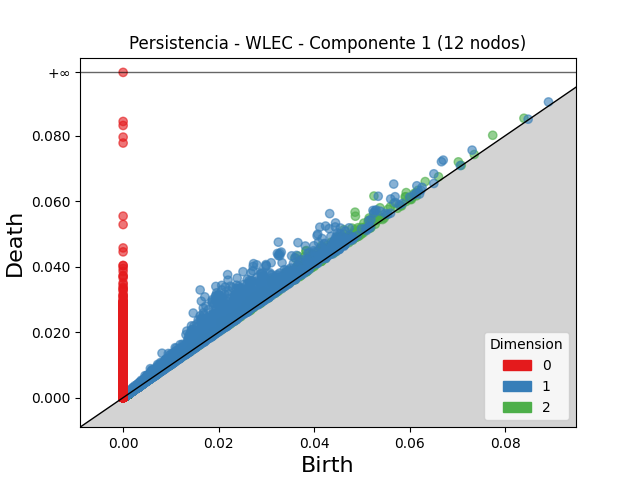 Persistencia - WLEC - Componente 1 (12 nodos)
+∞
0.080
0.060
0.040
0.020
0.000
Death
0.00 0.02 0.04 0.06 0.08
Birth
Dimension
0
1
2